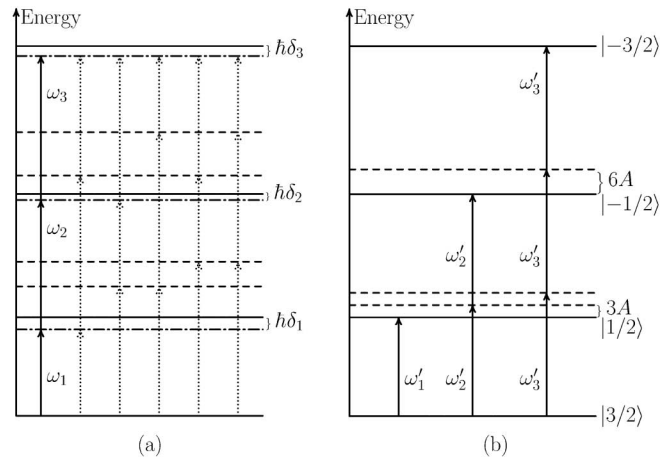 Energy
ħδ₃
ω₃
ħδ₂
ω₂
ħδ₁
ω₁
(a)
Energy
|−3/2⟩
ω′₃
} 6A
|−1/2⟩
ω′₂ ω′₃
} 3A
|1/2⟩
ω′₁ ω′₂ ω′₃
|3/2⟩
(b)